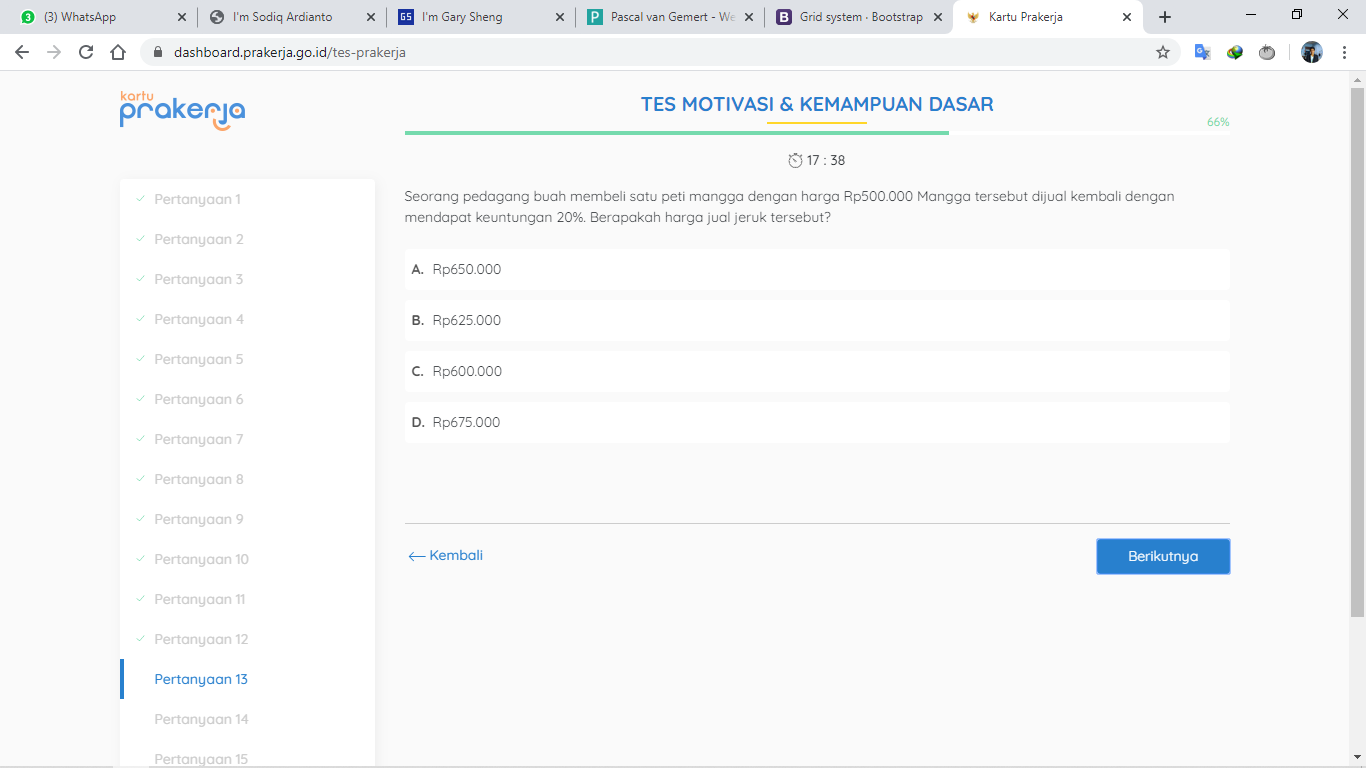 (3) WhatsApp
I'm Sodiq Ardianto
GS I'm Gary Sheng
P Pascal van Gemert - We
B Grid system · Bootstrap
Kartu Prakerja
dashboard.prakerja.go.id/tes-prakerja
kartu
prakerja
TES MOTIVASI & KEMAMPUAN DASAR
66%
17 : 38
Pertanyaan 1
Pertanyaan 2
Pertanyaan 3
Pertanyaan 4
Pertanyaan 5
Pertanyaan 6
Pertanyaan 7
Pertanyaan 8
Pertanyaan 9
Pertanyaan 10
Pertanyaan 11
Pertanyaan 12
Pertanyaan 13
Pertanyaan 14
Pertanyaan 15
Seorang pedagang buah membeli satu peti mangga dengan harga Rp500.000 Mangga tersebut dijual kembali dengan
mendapat keuntungan 20%. Berapakah harga jual jeruk tersebut?
A. Rp650.000
B. Rp625.000
C. Rp600.000
D. Rp675.000
Kembali
Berikutnya